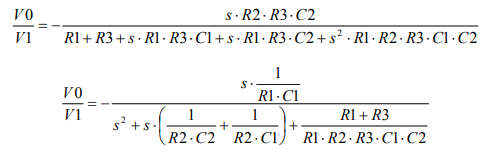 V0/V1 = - (s·R2·R3·C2)/(R1+R3+s·R1·R3·C1+s·R1·R3·C2+s²·R1·R2·R3·C1·C2)
V0/V1 = - (s·1/(R1·C1))/(s²+s·(1/(R2·C2)+1/(R2·C1))+(R1+R3)/(R1·R2·R3·C1·C2))